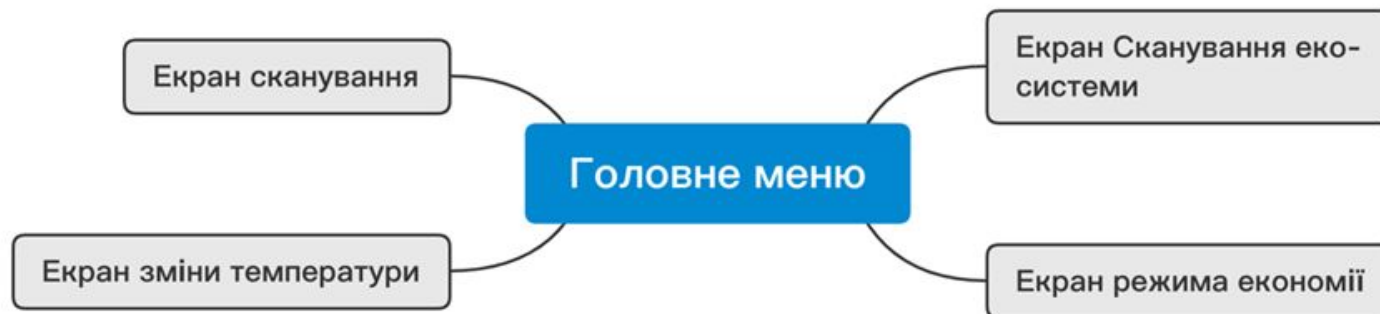 Екран сканування
Екран Сканування еко-
системи
Головне меню
Екран зміни температури
Екран режима економії